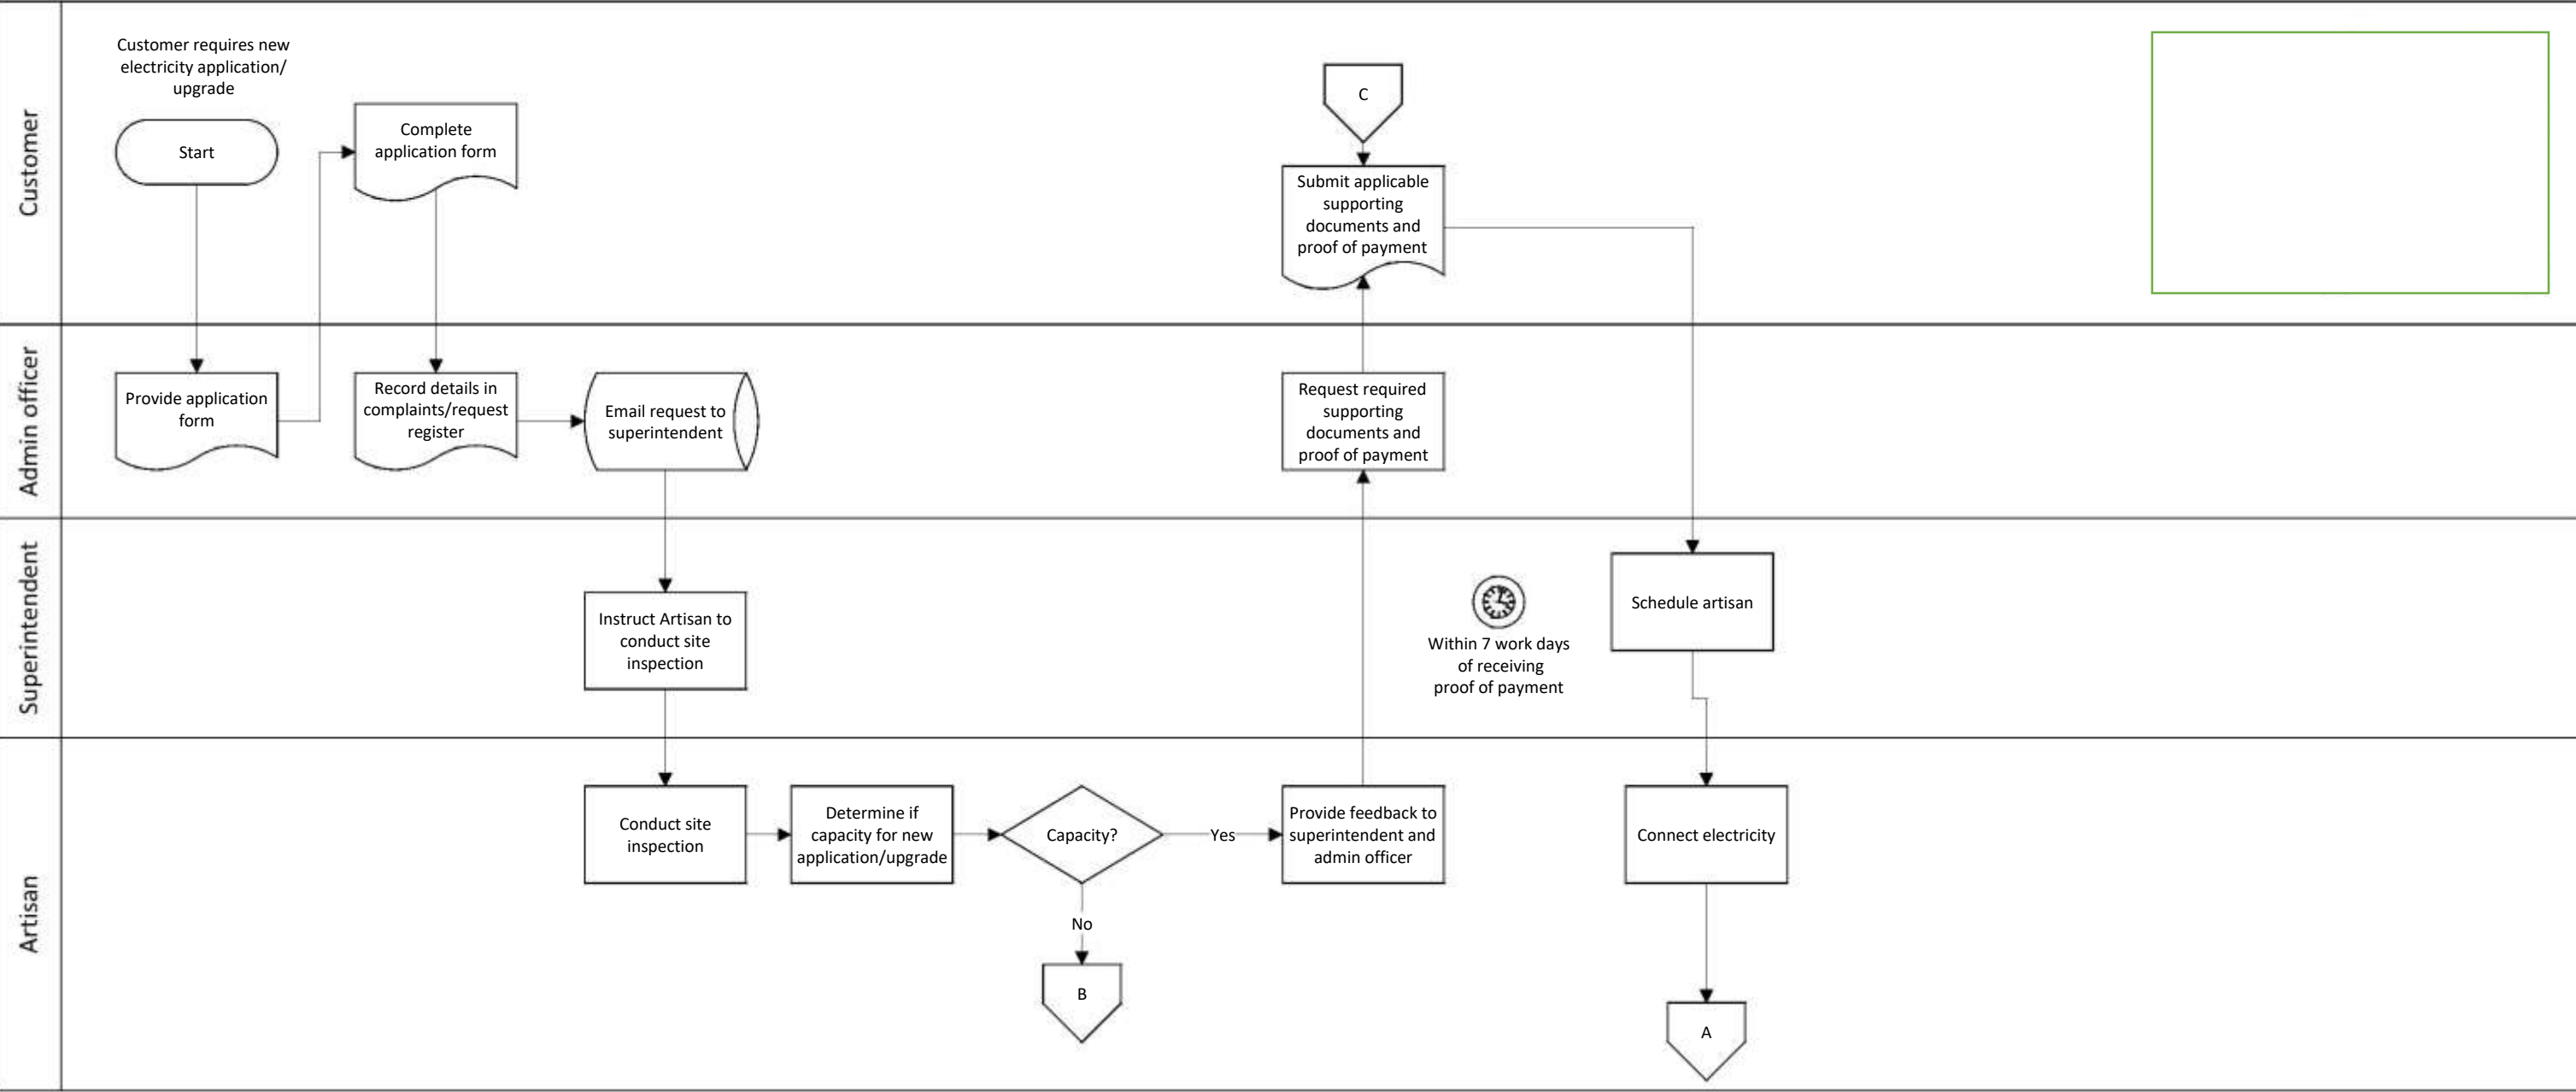 Customer
Customer requires new
electricity application/
upgrade
Start
Complete
application form
C
Submit applicable
supporting
documents and
proof of payment
Admin officer
Provide application
form
Record details in
complaints/request
register
Email request to
superintendent
Request required
supporting
documents and
proof of payment
Superintendent
Instruct Artisan to
conduct site
inspection
Within 7 work days
of receiving
proof of payment
Schedule artisan
Artisan
Conduct site
inspection
Determine if
capacity for new
application/upgrade
Capacity?
Yes
No
B
Provide feedback to
superintendent and
admin officer
Connect electricity
A